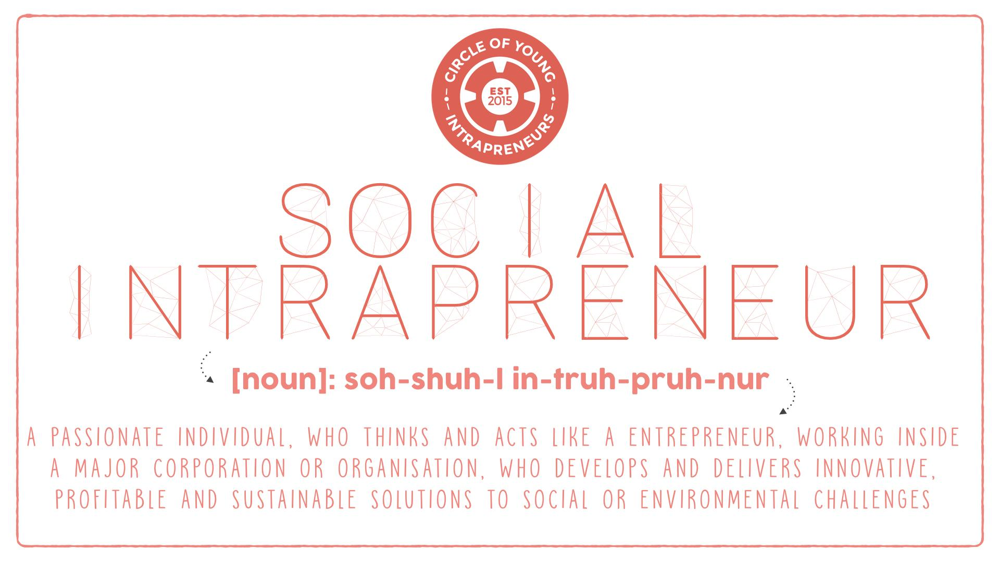 CIRCLE OF YOUNG
EST
2015
INTRAPRENEURS
SOCIAL
INTRAPRENEUR
[noun]: soh-shuh-l in-truh-pruh-nur
A PASSIONATE INDIVIDUAL, WHO THINKS AND ACTS LIKE A ENTREPRENEUR, WORKING INSIDE
A MAJOR CORPORATION OR ORGANISATION, WHO DEVELOPS AND DELIVERS INNOVATIVE,
PROFITABLE AND SUSTAINABLE SOLUTIONS TO SOCIAL OR ENVIRONMENTAL CHALLENGES